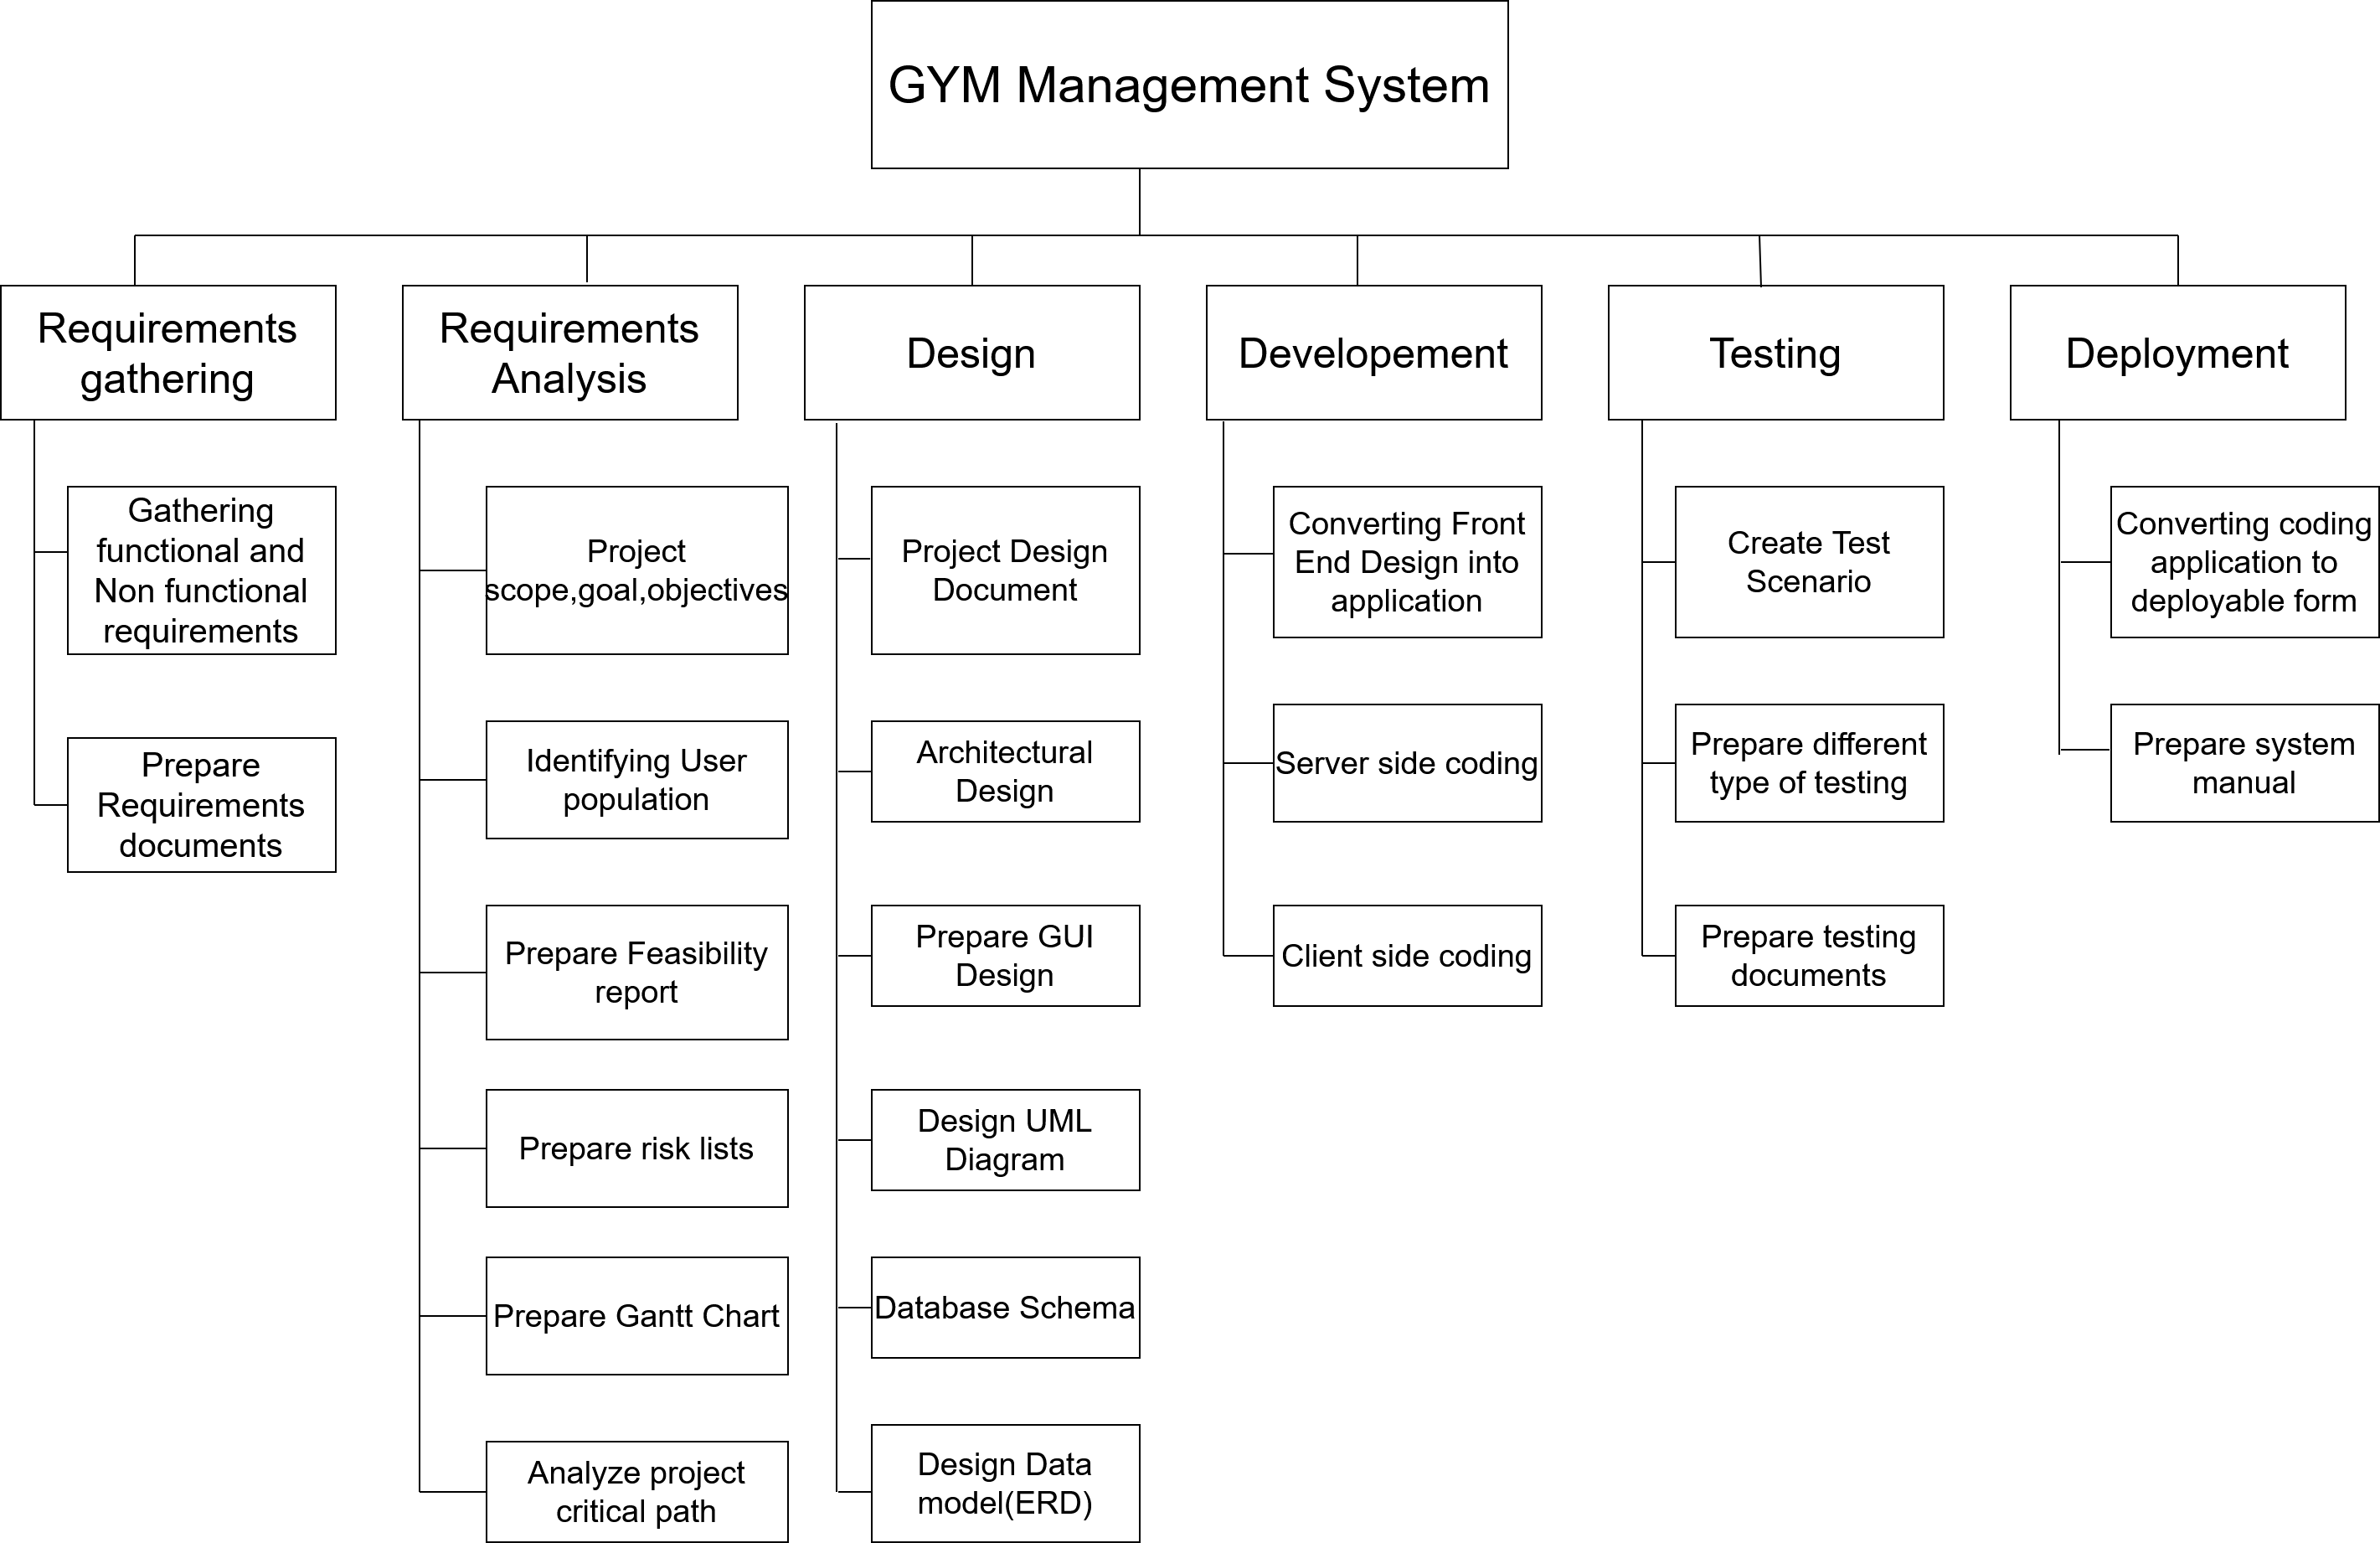 GYM Management System
Requirements
gathering
Requirements
Analysis
Design
Developement
Testing
Deployment
Gathering
functional and
Non functional
requirements
Prepare
Requirements
documents
Project
scope,goal,objectives
Identifying User
population
Prepare Feasibility
report
Prepare risk lists
Prepare Gantt Chart
Analyze project
critical path
Project Design
Document
Architectural
Design
Prepare GUI
Design
Design UML
Diagram
Database Schema
Design Data
model(ERD)
Converting Front
End Design into
application
Server side coding
Client side coding
Create Test
Scenario
Prepare different
type of testing
Prepare testing
documents
Converting coding
application to
deployable form
Prepare system
manual